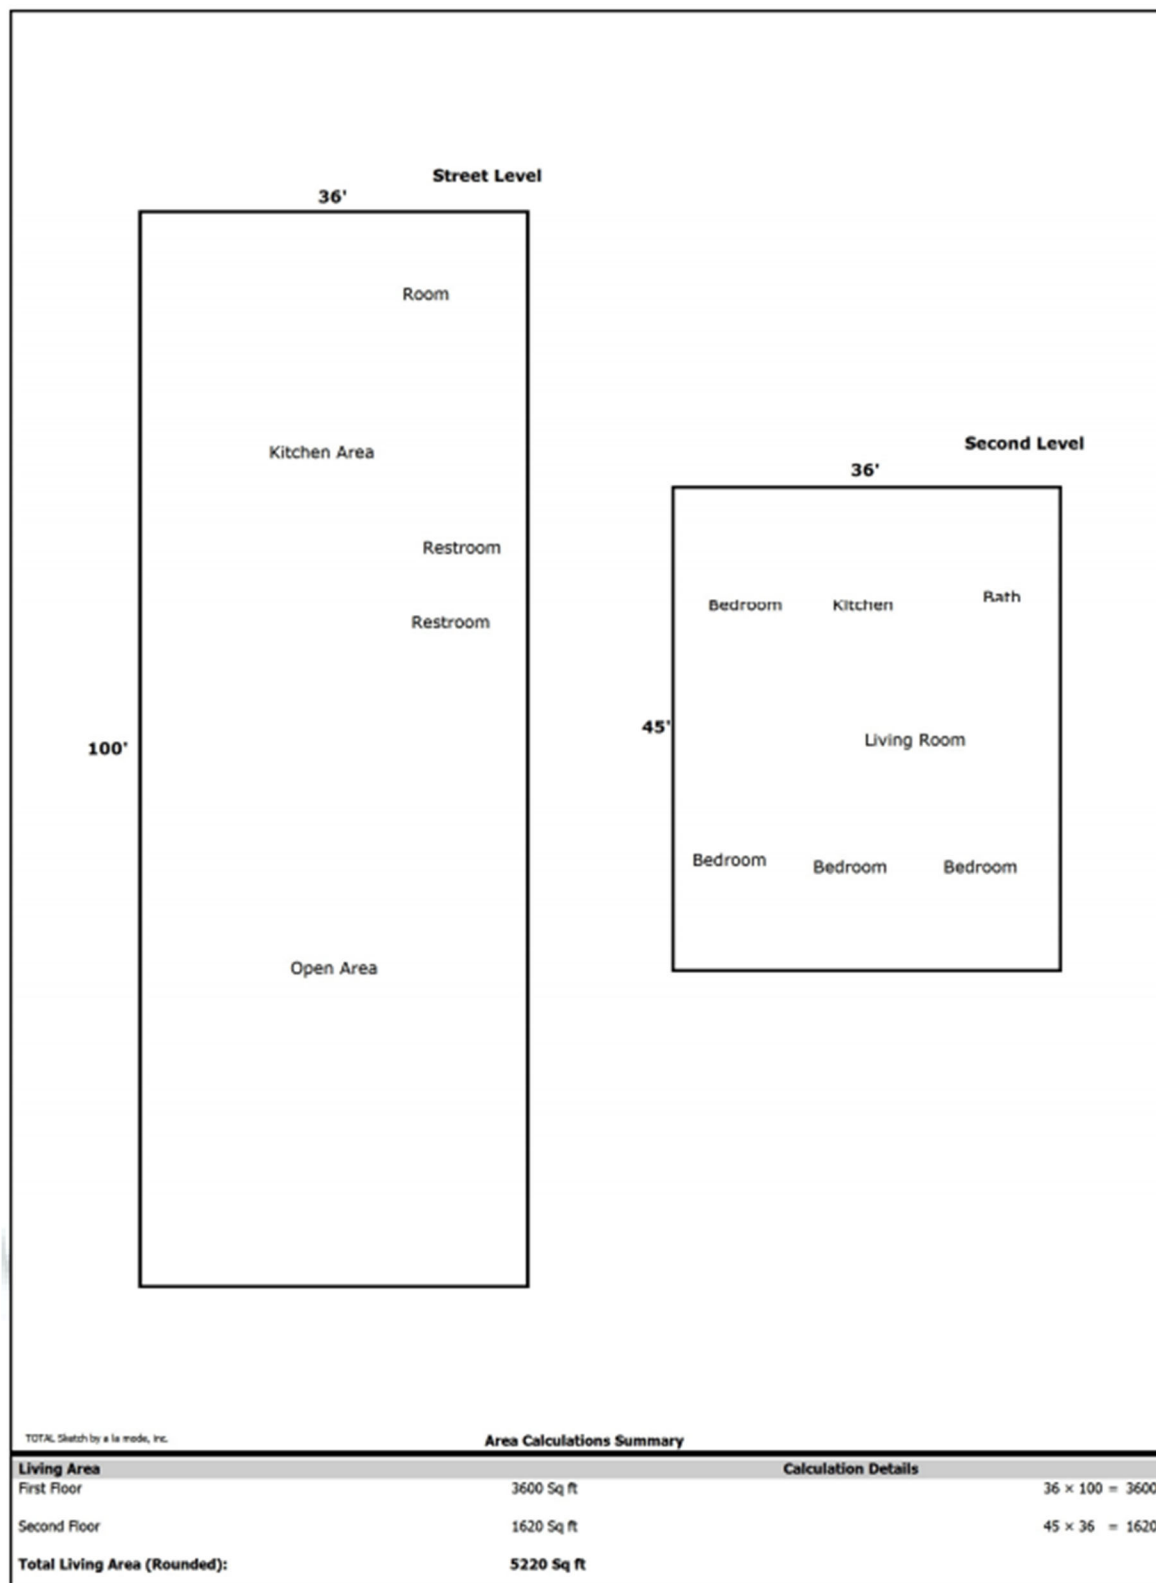 Street Level
36'
Room
Kitchen Area
Restroom
Restroom
100'
Open Area
Second Level
36'
Bedroom Kitchen Bath
45'
Living Room
Bedroom Bedroom Bedroom
TOTAL Sketch by a la mode, inc.
Area Calculations Summary
Living Area Calculation Details
First Floor 3600 Sq ft 36 × 100 = 3600
Second Floor 1620 Sq ft 45 × 36 = 1620
Total Living Area (Rounded): 5220 Sq ft